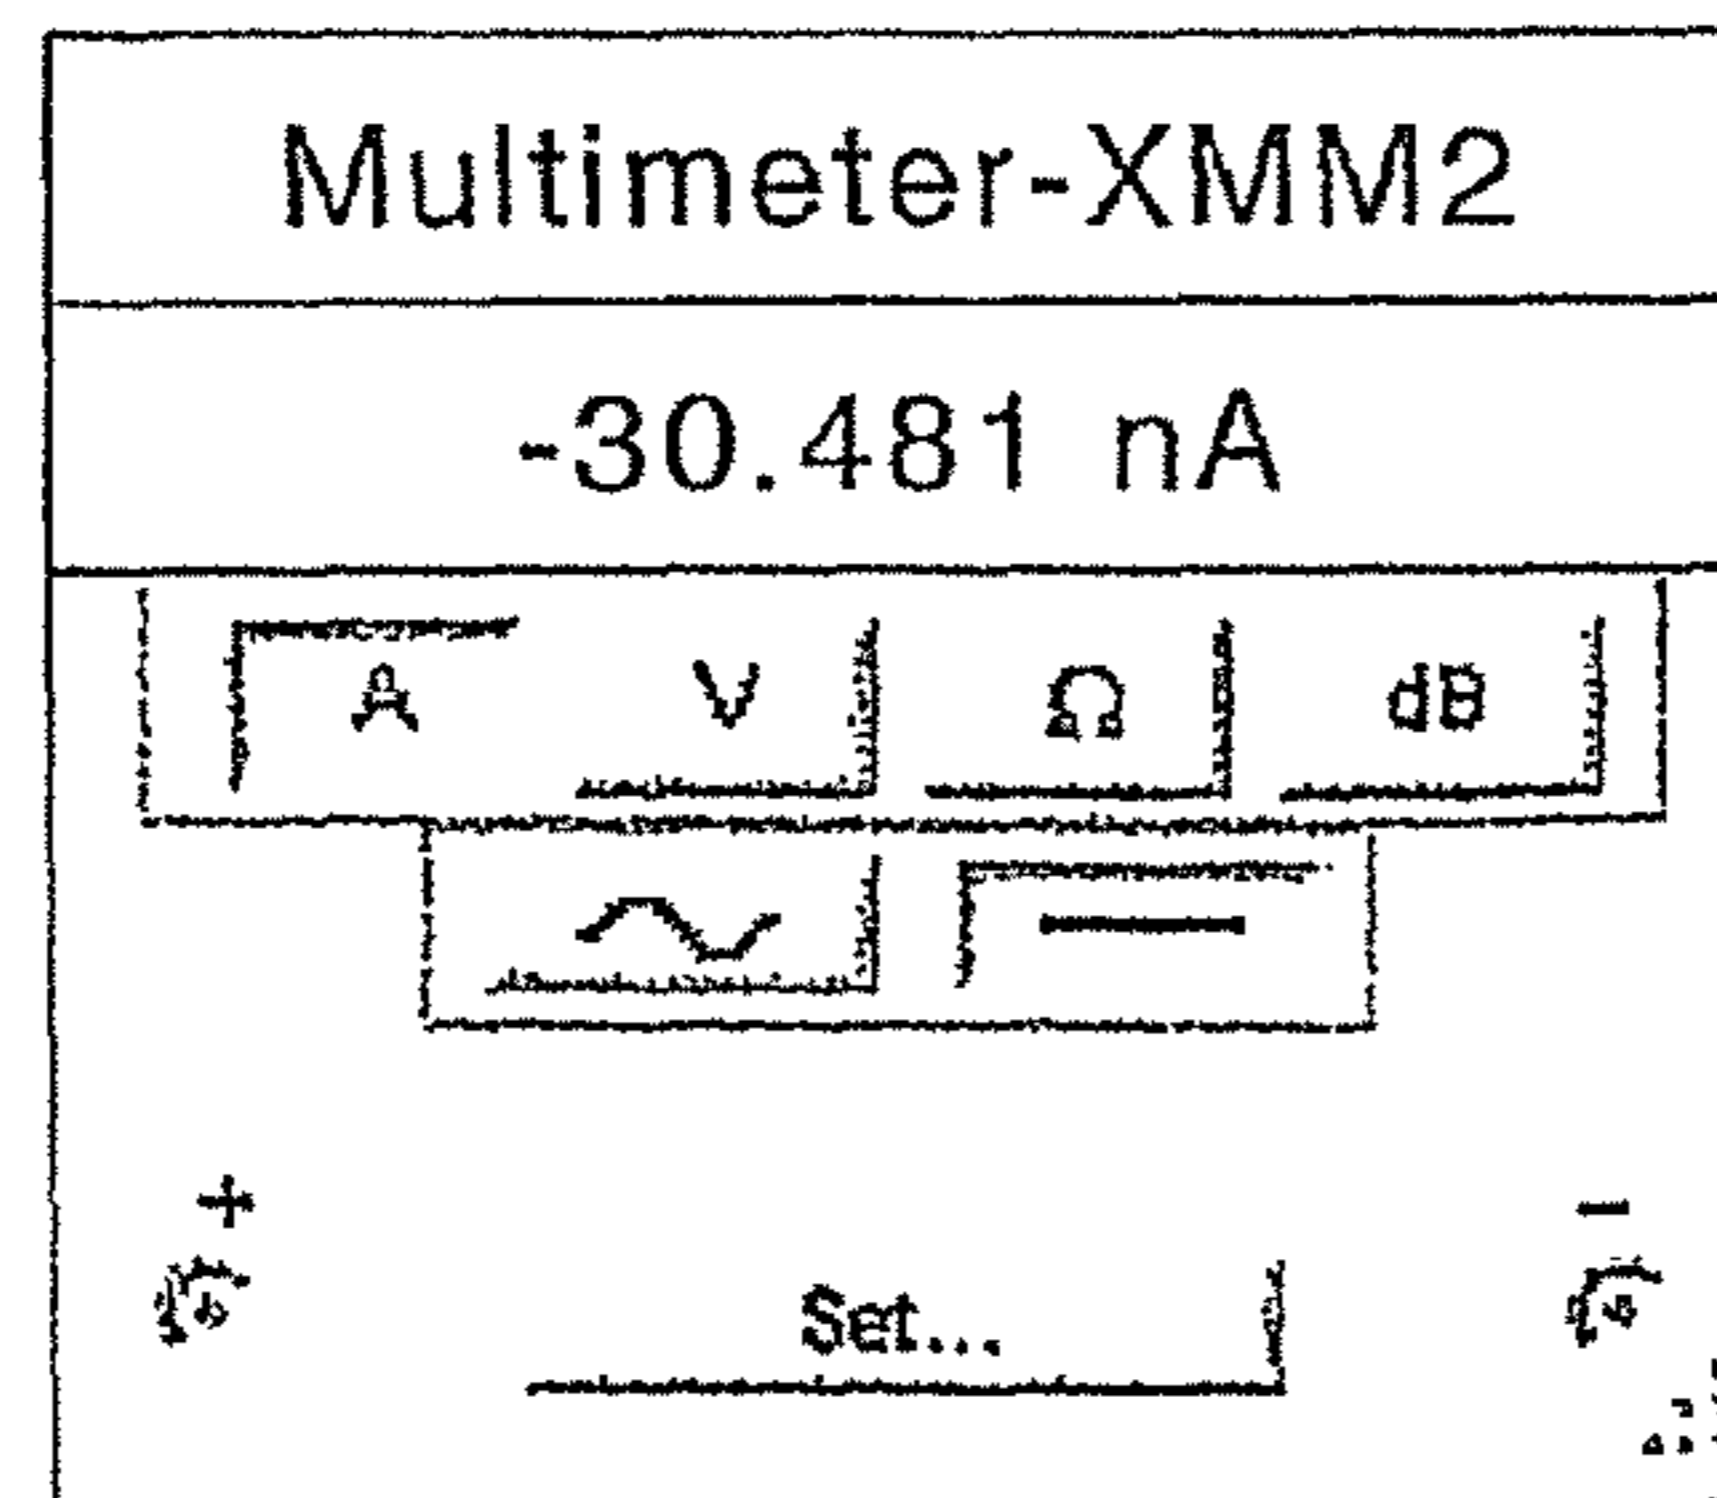 Multimeter-XMM2
-30.481 nA
A V Ω dB
+ -
Set...